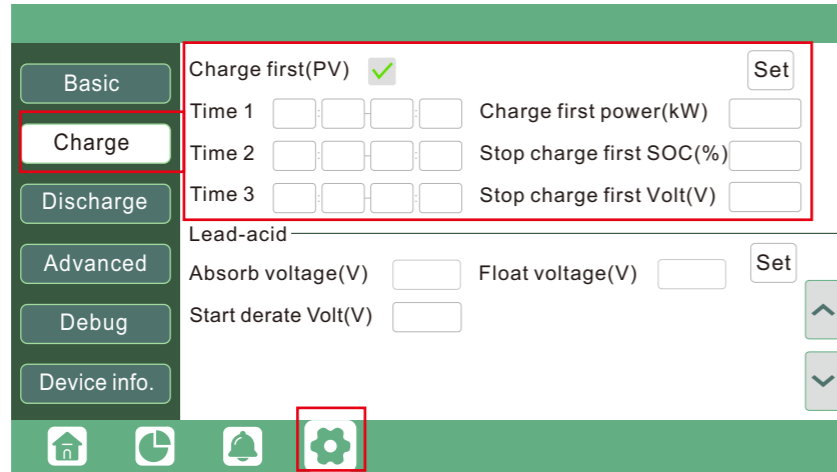 Basic
Charge
Discharge
Advanced
Debug
Device info.
Charge first(PV)
Set
Time 1 : - :
Charge first power(kW)
Time 2 : - :
Stop charge first SOC(%)
Time 3 : - :
Stop charge first Volt(V)
Lead-acid
Absorb voltage(V)
Float voltage(V)
Set
Start derate Volt(V)